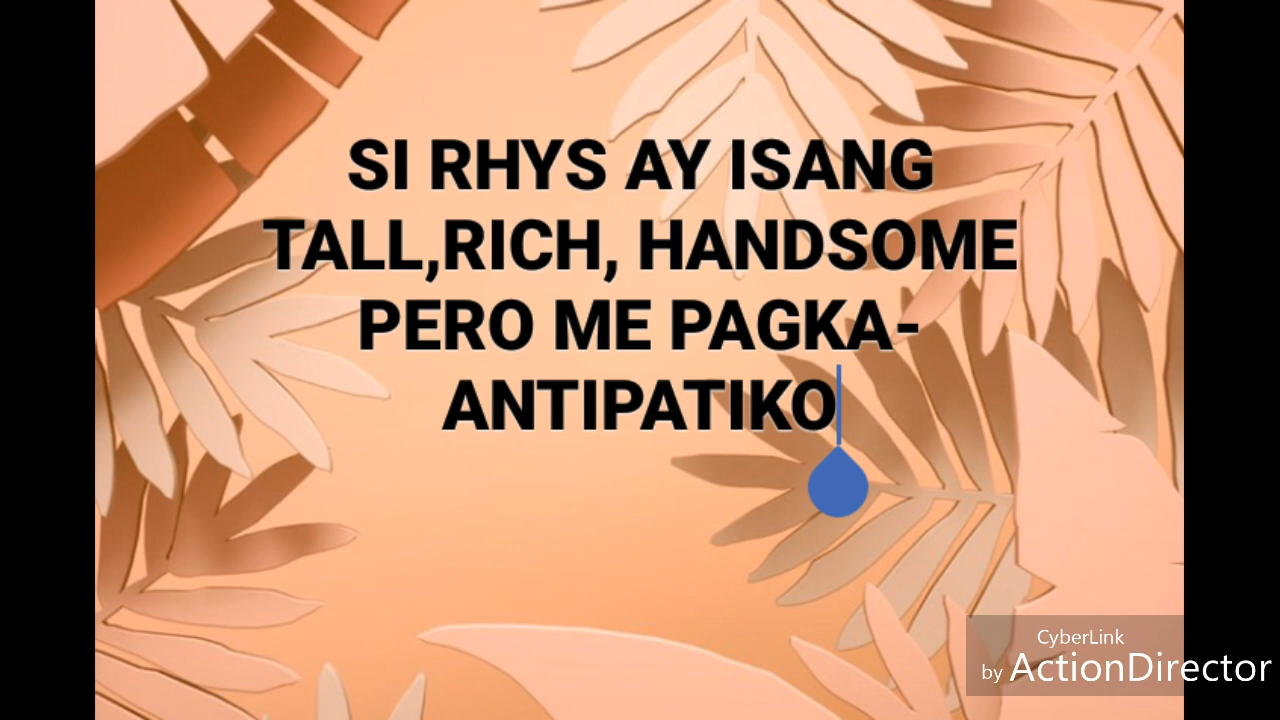 SI RHYS AY ISANG
TALL,RICH, HANDSOME
PERO ME PAGKA-
ANTIPATIKO
CyberLink
by ActionDirector